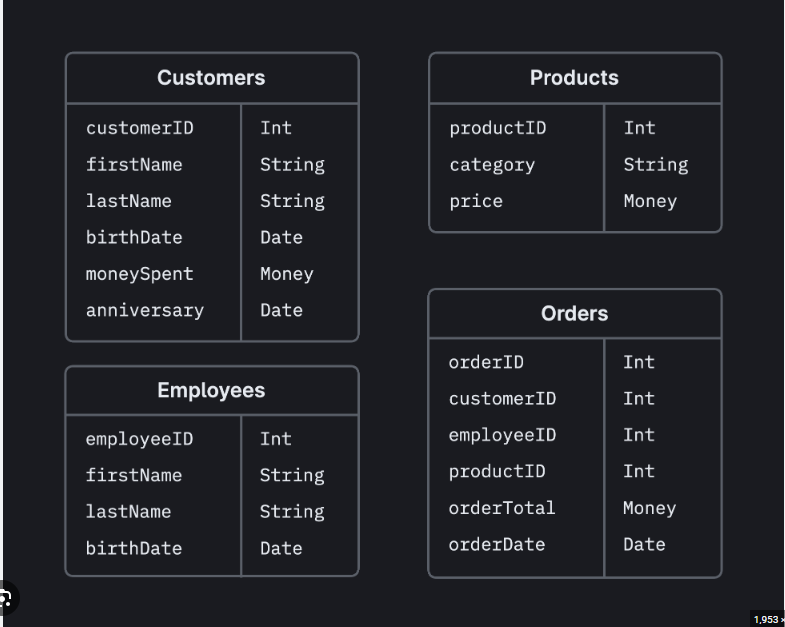 Customers
customerID Int
firstName String
lastName String
birthDate Date
moneySpent Money
anniversary Date
Products
productID Int
category String
price Money
Employees
employeeID Int
firstName String
lastName String
birthDate Date
Orders
orderID Int
customerID Int
employeeID Int
productID Int
orderTotal Money
orderDate Date
1,953 ×